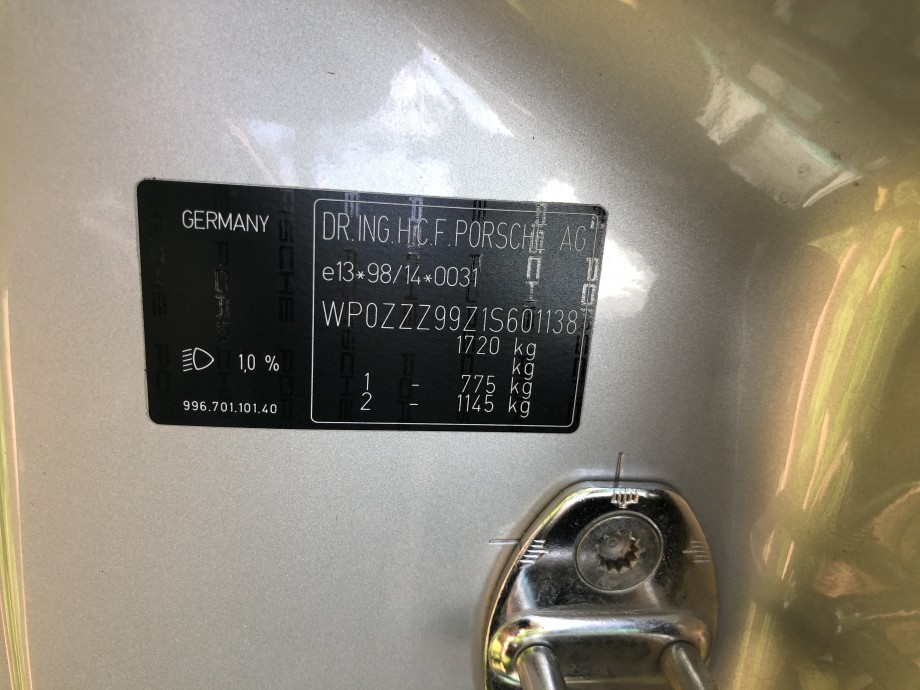 GERMANY
1,0 %
996.701.101.40
DR.ING.H.C.F.PORSCHE AG
e13*98/14*0031
WP0ZZZ99Z1S601138
1720 kg
kg
1 - 775 kg
2 - 1145 kg